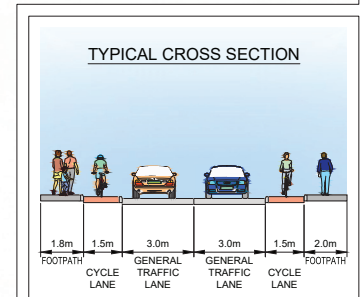 TYPICAL CROSS SECTION
1.8m 1.5m 3.0m 3.0m 1.5m 2.0m
FOOTPATH CYCLE LANE GENERAL TRAFFIC LANE GENERAL TRAFFIC LANE CYCLE LANE FOOTPATH